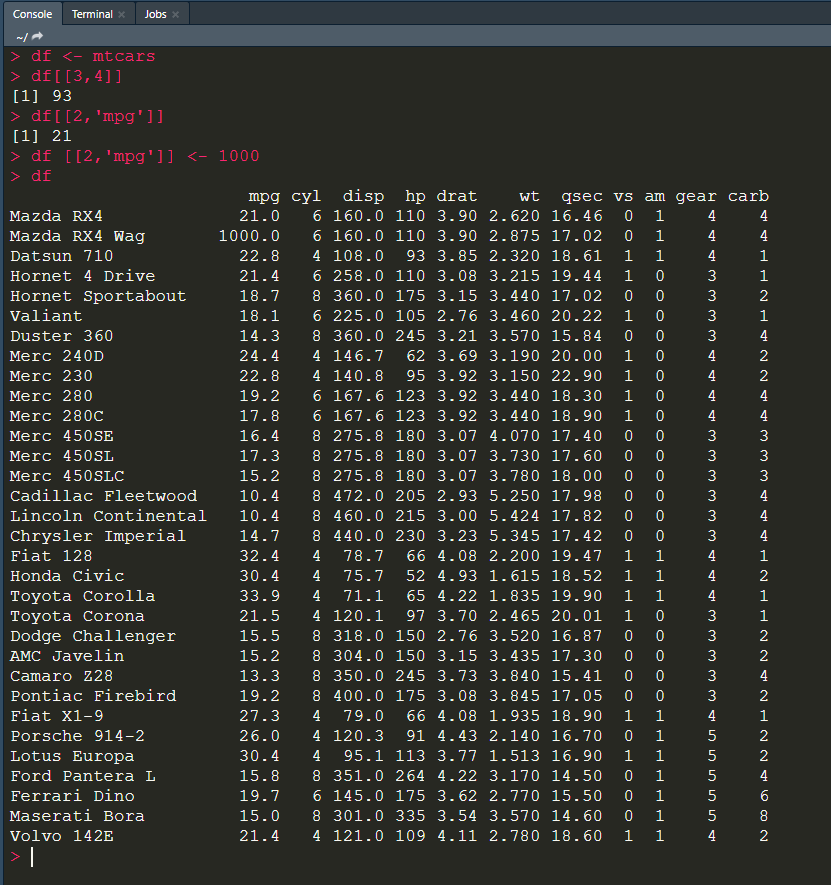 Console Terminal × Jobs ×
~/
> df <- mtcars
> df[[3,4]]
[1] 93
> df[[2,'mpg']]
[1] 21
> df [[2,'mpg']] <- 1000
> df
mpg cyl disp hp drat wt qsec vs am gear carb
Mazda RX4 21.0 6 160.0 110 3.90 2.620 16.46 0 1 4 4
Mazda RX4 Wag 1000.0 6 160.0 110 3.90 2.875 17.02 0 1 4 4
Datsun 710 22.8 4 108.0 93 3.85 2.320 18.61 1 1 4 1
Hornet 4 Drive 21.4 6 258.0 110 3.08 3.215 19.44 1 0 3 1
Hornet Sportabout 18.7 8 360.0 175 3.15 3.440 17.02 0 0 3 2
Valiant 18.1 6 225.0 105 2.76 3.460 20.22 1 0 3 1
Duster 360 14.3 8 360.0 245 3.21 3.570 15.84 0 0 3 4
Merc 240D 24.4 4 146.7 62 3.69 3.190 20.00 1 0 4 2
Merc 230 22.8 4 140.8 95 3.92 3.150 22.90 1 0 4 2
Merc 280 19.2 6 167.6 123 3.92 3.440 18.30 1 0 4 4
Merc 280C 17.8 6 167.6 123 3.92 3.440 18.90 1 0 4 4
Merc 450SE 16.4 8 275.8 180 3.07 4.070 17.40 0 0 3 3
Merc 450SL 17.3 8 275.8 180 3.07 3.730 17.60 0 0 3 3
Merc 450SLC 15.2 8 275.8 180 3.07 3.780 18.00 0 0 3 3
Cadillac Fleetwood 10.4 8 472.0 205 2.93 5.250 17.98 0 0 3 4
Lincoln Continental 10.4 8 460.0 215 3.00 5.424 17.82 0 0 3 4
Chrysler Imperial 14.7 8 440.0 230 3.23 5.345 17.42 0 0 3 4
Fiat 128 32.4 4 78.7 66 4.08 2.200 19.47 1 1 4 1
Honda Civic 30.4 4 75.7 52 4.93 1.615 18.52 1 1 4 2
Toyota Corolla 33.9 4 71.1 65 4.22 1.835 19.90 1 1 4 1
Toyota Corona 21.5 4 120.1 97 3.70 2.465 20.01 1 0 3 1
Dodge Challenger 15.5 8 318.0 150 2.76 3.520 16.87 0 0 3 2
AMC Javelin 15.2 8 304.0 150 3.15 3.435 17.30 0 0 3 2
Camaro Z28 13.3 8 350.0 245 3.73 3.840 15.41 0 0 3 4
Pontiac Firebird 19.2 8 400.0 175 3.08 3.845 17.05 0 0 3 2
Fiat X1-9 27.3 4 79.0 66 4.08 1.935 18.90 1 1 4 1
Porsche 914-2 26.0 4 120.3 91 4.43 2.140 16.70 0 1 5 2
Lotus Europa 30.4 4 95.1 113 3.77 1.513 16.90 1 1 5 2
Ford Pantera L 15.8 8 351.0 264 4.22 3.170 14.50 0 1 5 4
Ferrari Dino 19.7 6 145.0 175 3.62 2.770 15.50 0 1 5 6
Maserati Bora 15.0 8 301.0 335 3.54 3.570 14.60 0 1 5 8
Volvo 142E 21.4 4 121.0 109 4.11 2.780 18.60 1 1 4 2
>